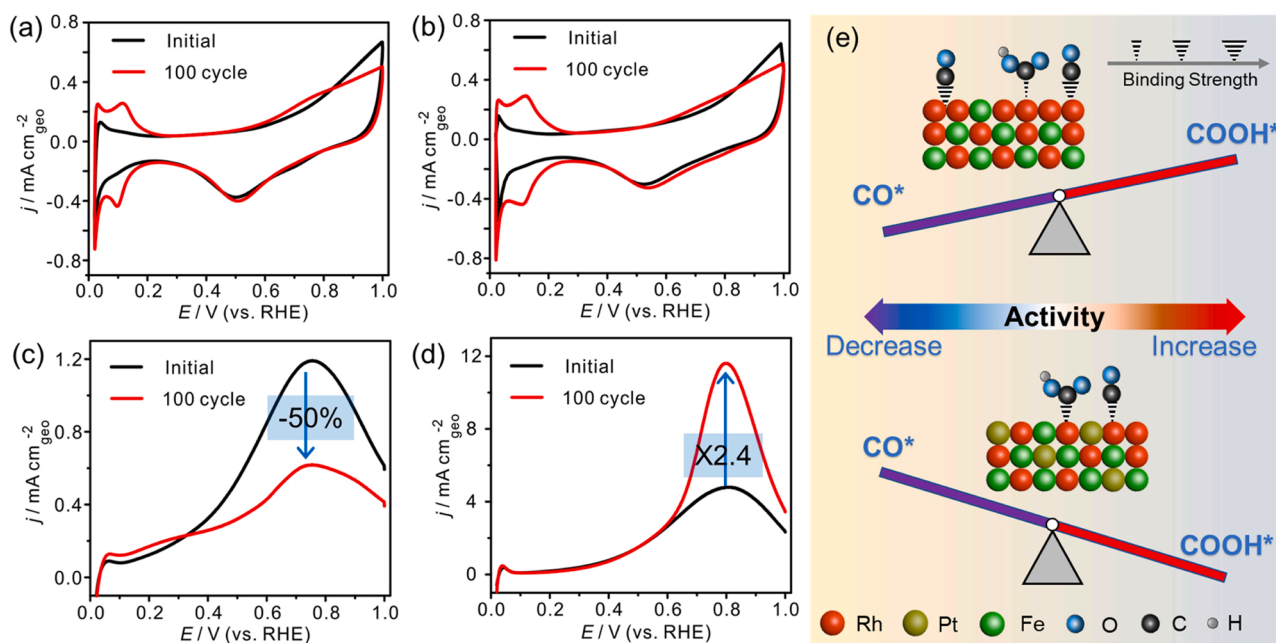 (a)
Initial
100 cycle
j / mA cm⁻²geo
0.8
0.4
0.0
-0.4
-0.8
0.0 0.2 0.4 0.6 0.8 1.0
E / V (vs. RHE)
(b)
Initial
100 cycle
j / mA cm⁻²geo
0.8
0.4
0.0
-0.4
-0.8
0.0 0.2 0.4 0.6 0.8 1.0
E / V (vs. RHE)
(c)
Initial
100 cycle
-50%
j / mA cm⁻²geo
1.2
0.8
0.4
0.0
0.0 0.2 0.4 0.6 0.8 1.0
E / V (vs. RHE)
(d)
Initial
100 cycle
X2.4
j / mA cm⁻²geo
12
8
4
0
0.0 0.2 0.4 0.6 0.8 1.0
E / V (vs. RHE)
(e)
Binding Strength
COOH*
CO*
Activity
Decrease Increase
CO*
COOH*
Rh Pt Fe O C H